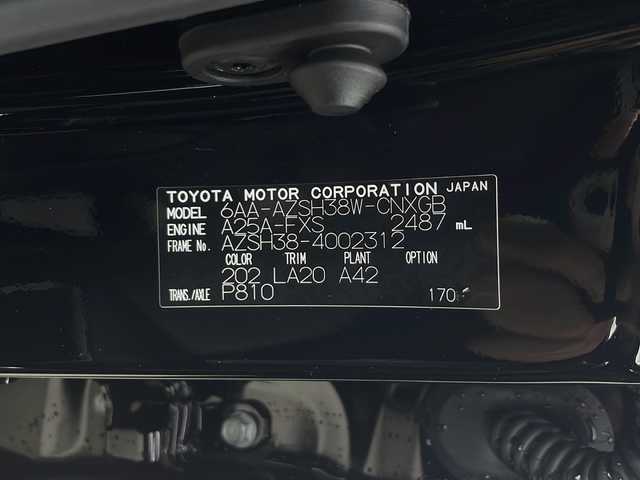 TOYOTA MOTOR CORPORATION JAPAN
MODEL 6AA-AZSH38W-CNXGB
ENGINE A25A-FXS 2487 mL
FRAME No. AZSH38-4002312
COLOR TRIM PLANT OPTION
202 LA20 A42
TRANS./AXLE P810 170